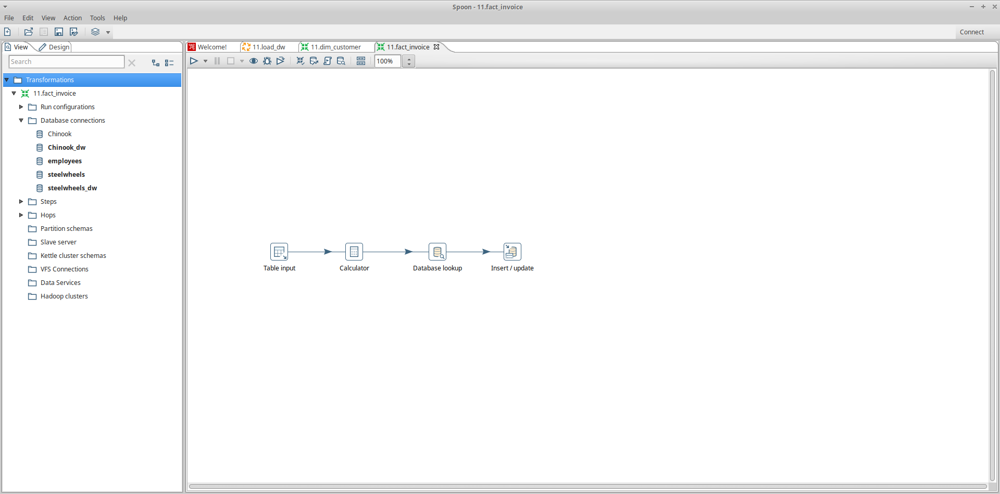 Spoon - 11.fact_invoice
File Edit View Action Tools Help
Connect
View Design
Welcome! 11.load_dw 11.dim_customer 11.fact_invoice
Search
100%
Transformations
11.fact_invoice
Run configurations
Database connections
Chinook
Chinook_dw
employees
steelwheels
steelwheels_dw
Steps
Hops
Partition schemas
Slave server
Kettle cluster schemas
VFS Connections
Data Services
Hadoop clusters
Table input Calculator Database lookup Insert / update